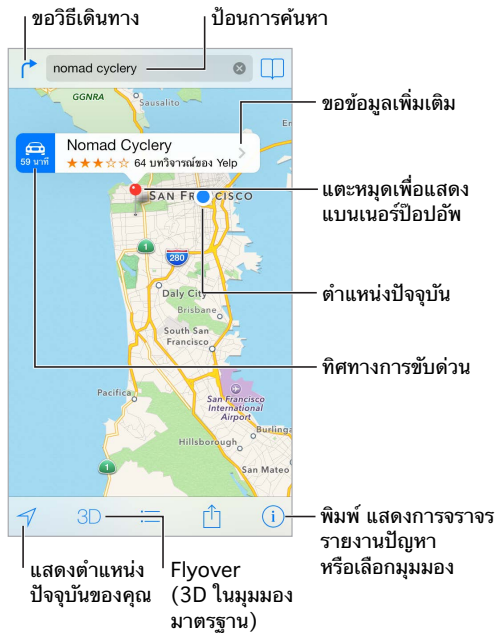 ขอวิธีเดินทาง
ป้อนการค้นหา
nomad cyclery
GGNRA
Sausalito
ขอข้อมูลเพิ่มเติม
59 นาที
Nomad Cyclery
64 บทวิจารณ์ของ Yelp
แตะหมุดเพื่อแสดง
แบนเนอร์ป๊อปอัพ
SAN FR CISCO
1
280
ตำแหน่งปัจจุบัน
Daly City
Brisbane
South San
Francisco
ทิศทางการขับด่วน
Pacifica
San Francisco
International
Airport
Burlinga
Hillsborough
1
San Mateo
3D
i
พิมพ์ แสดงการจราจร
รายงานปัญหา
หรือเลือกมุมมอง
แสดงตำแหน่ง
ปัจจุบันของคุณ
Flyover
(3D ในมุมมอง
มาตรฐาน)